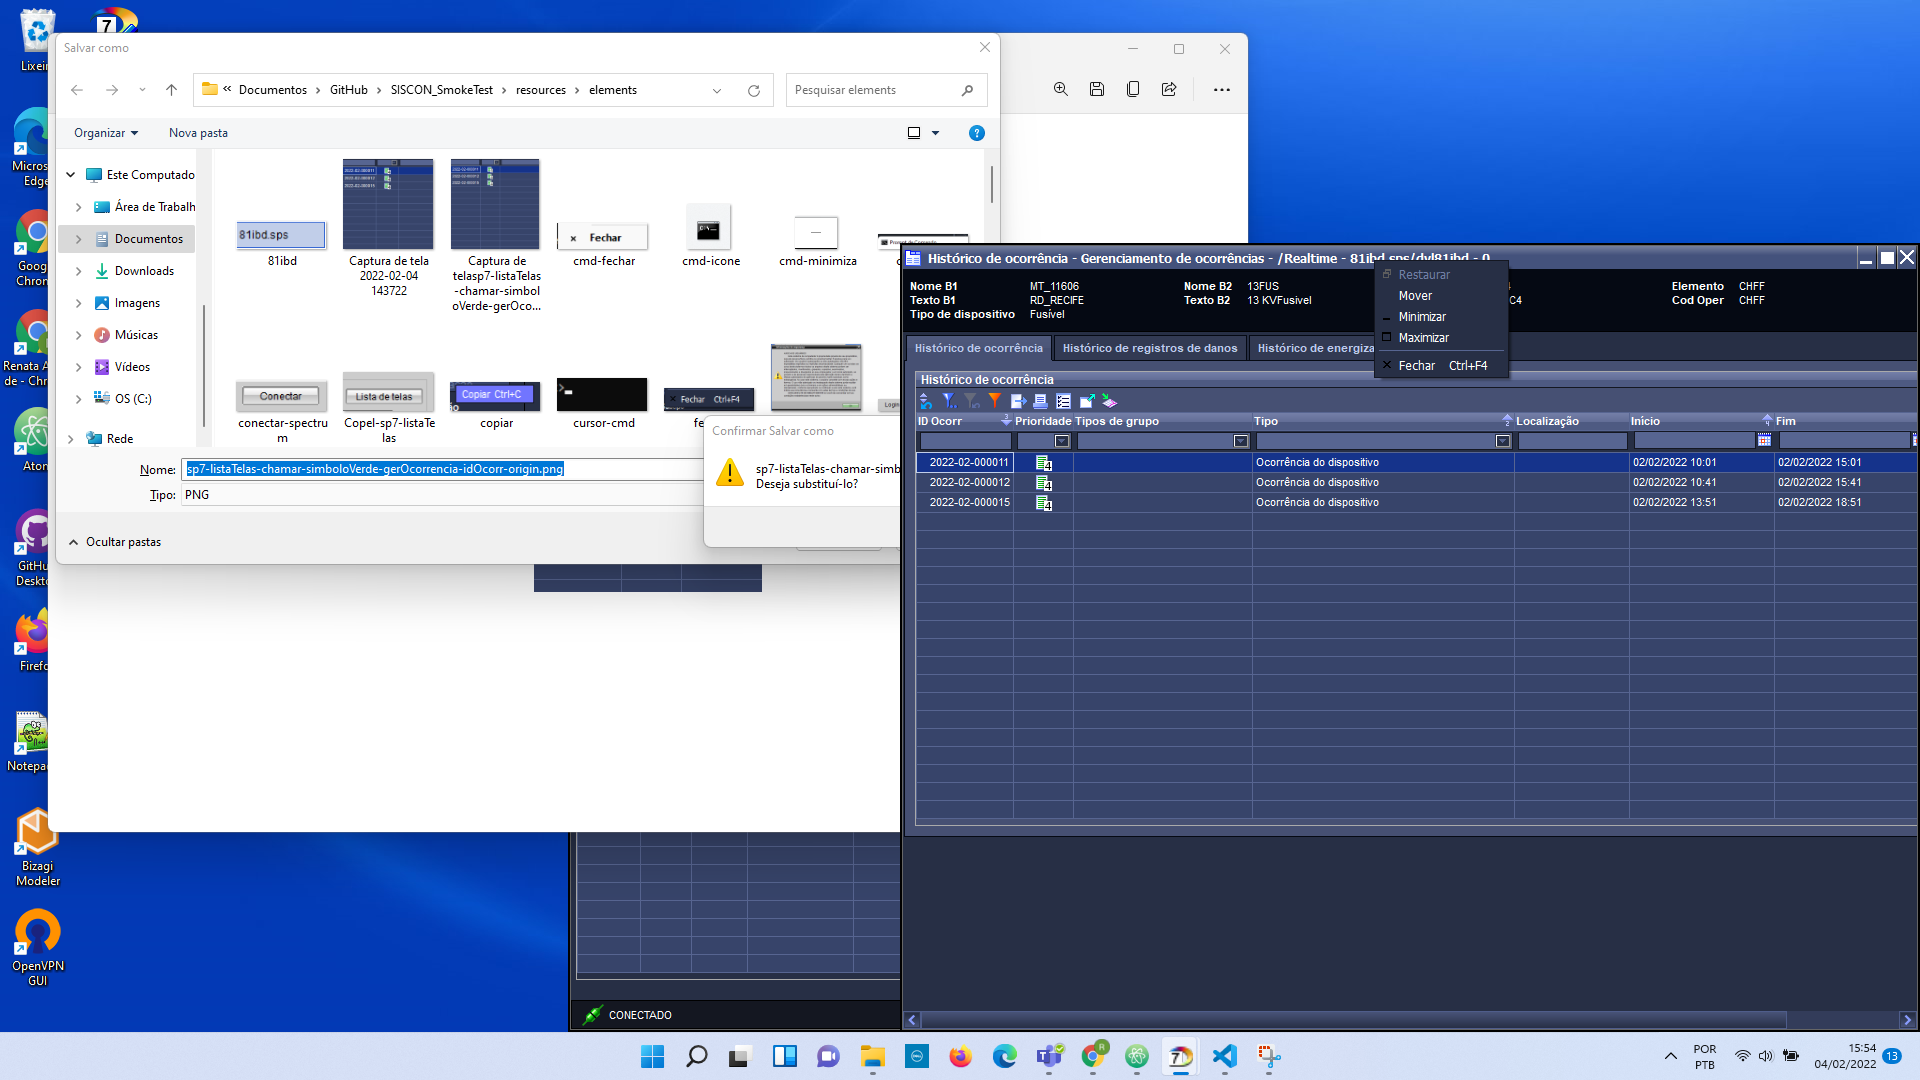 Salvar como
Documentos
GitHub
SISCON_SmokeTest
resources
elements
Pesquisar elements
Organizar
Nova pasta
Este Computado
Área de Trabalh
Documentos
Downloads
Imagens
Músicas
Vídeos
OS (C:)
Rede
81ibd.sps
81ibd
Captura de tela
2022-02-04
143722
Captura de
telasp7-listaTelas
-chamar-simbol
oVerde-gerOco...
Fechar
cmd-fechar
cmd-icone
cmd-minimiza
Conectar
conectar-spectru
m
Lista de telas
Copel-sp7-listaTe
las
Copiar Ctrl+C
copiar
cursor-cmd
Fechar Ctrl+F4
fe
Nome:
sp7-listaTelas-chamar-simboloVerde-gerOcorrencia-idOcorr-origin.png
Tipo:
PNG
Ocultar pastas
Confirmar Salvar como
sp7-listaTelas-chamar-simb
Deseja substituí-lo?
Histórico de ocorrência - Gerenciamento de ocorrências - /Realtime - 81ibd.sps/dvl81ibd - 0
Nome B1 MT_11606 Nome B2 13FUS Elemento CHFF
Texto B1 RD_RECIFE Texto B2 13 KVFusivel C4 Cod Oper CHFF
Tipo de dispositivo Fusível
Restaurar
Mover
Minimizar
Maximizar
Fechar Ctrl+F4
Histórico de ocorrência
Histórico de registros de danos
Histórico de energiza
Histórico de ocorrência
ID Ocorr Prioridade Tipos de grupo Tipo Localização Início Fim
2022-02-000011 4 Ocorrência do dispositivo 02/02/2022 10:01 02/02/2022 15:01
2022-02-000012 4 Ocorrência do dispositivo 02/02/2022 10:41 02/02/2022 15:41
2022-02-000015 4 Ocorrência do dispositivo 02/02/2022 13:51 02/02/2022 18:51
CONECTADO
Lixeir
7
Micros
Edge
Goog
Chron
Renata A
de - Chr
Atom
GitHu
Deskto
Firefo
Notepad
Bizagi
Modeler
OpenVPN
GUI
POR
PTB
15:54
04/02/2022
13